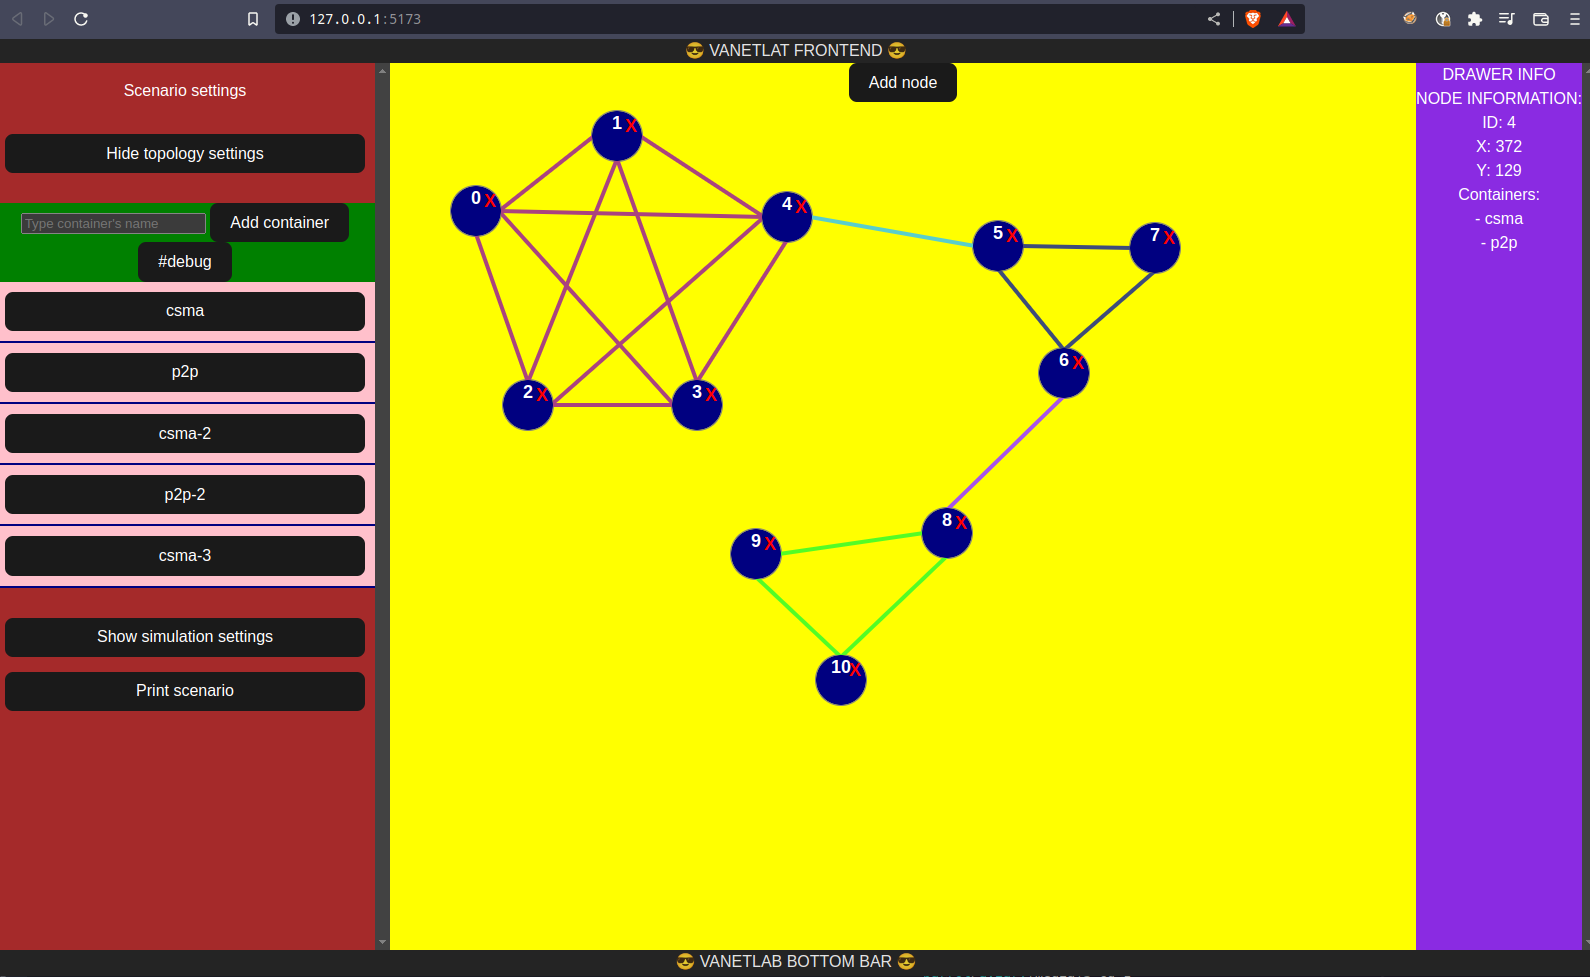 127.0.0.1:5173
😎 VANETLAT FRONTEND 😎
Scenario settings
Hide topology settings
Type container's name
Add container
#debug
csma
p2p
csma-2
p2p-2
csma-3
Show simulation settings
Print scenario
Add node
1 X
0 X
4 X
5 X
7 X
6 X
2 X
3 X
8 X
9 X
10 X
DRAWER INFO
NODE INFORMATION:
ID: 4
X: 372
Y: 129
Containers:
- csma
- p2p
😎 VANETLAB BOTTOM BAR 😎